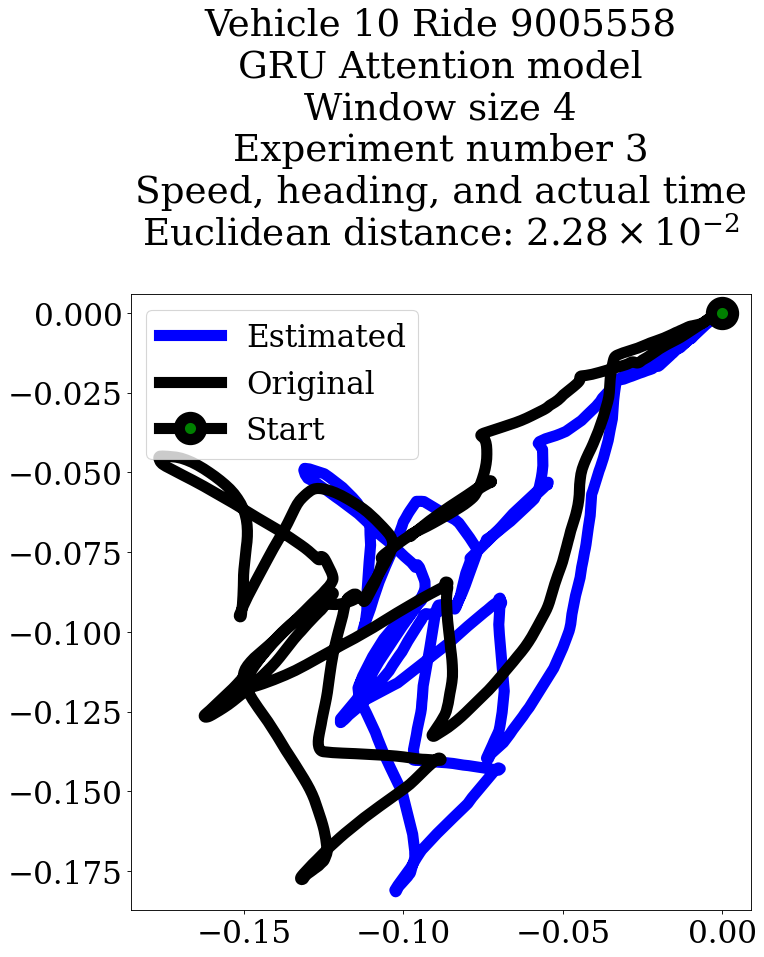 Vehicle 10 Ride 9005558
GRU Attention model
Window size 4
Experiment number 3
Speed, heading, and actual time
Euclidean distance: 2.28 × 10⁻²
Estimated
Original
Start
0.000
−0.025
−0.050
−0.075
−0.100
−0.125
−0.150
−0.175
−0.15
−0.10
−0.05
0.00